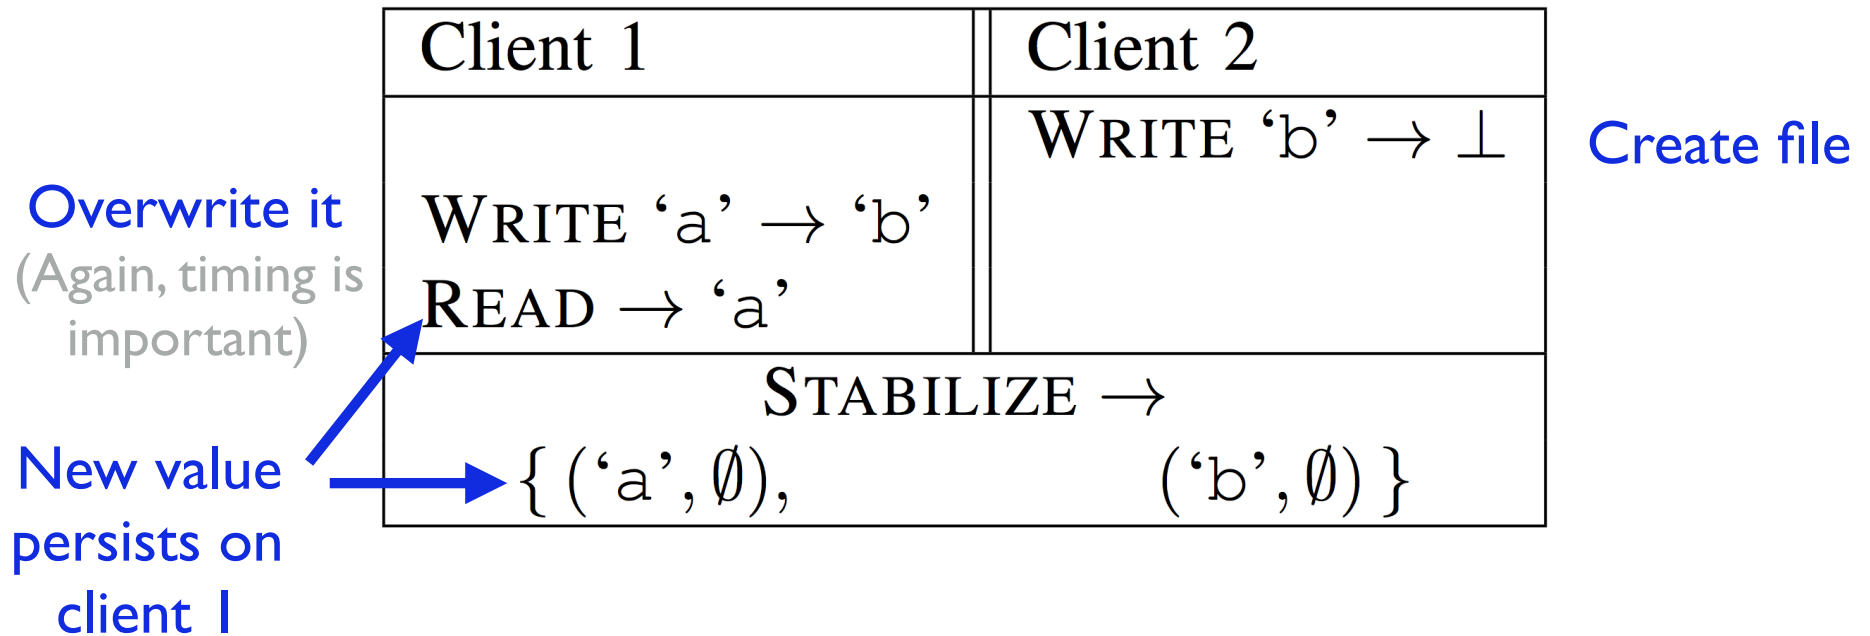 Client 1 Client 2
WRITE ‘b’ → ⊥
Create file
Overwrite it
(Again, timing is
important)
WRITE ‘a’ → ‘b’
READ → ‘a’
New value
persists on
client 1
STABILIZE →
{ (‘a’, ∅), (‘b’, ∅) }